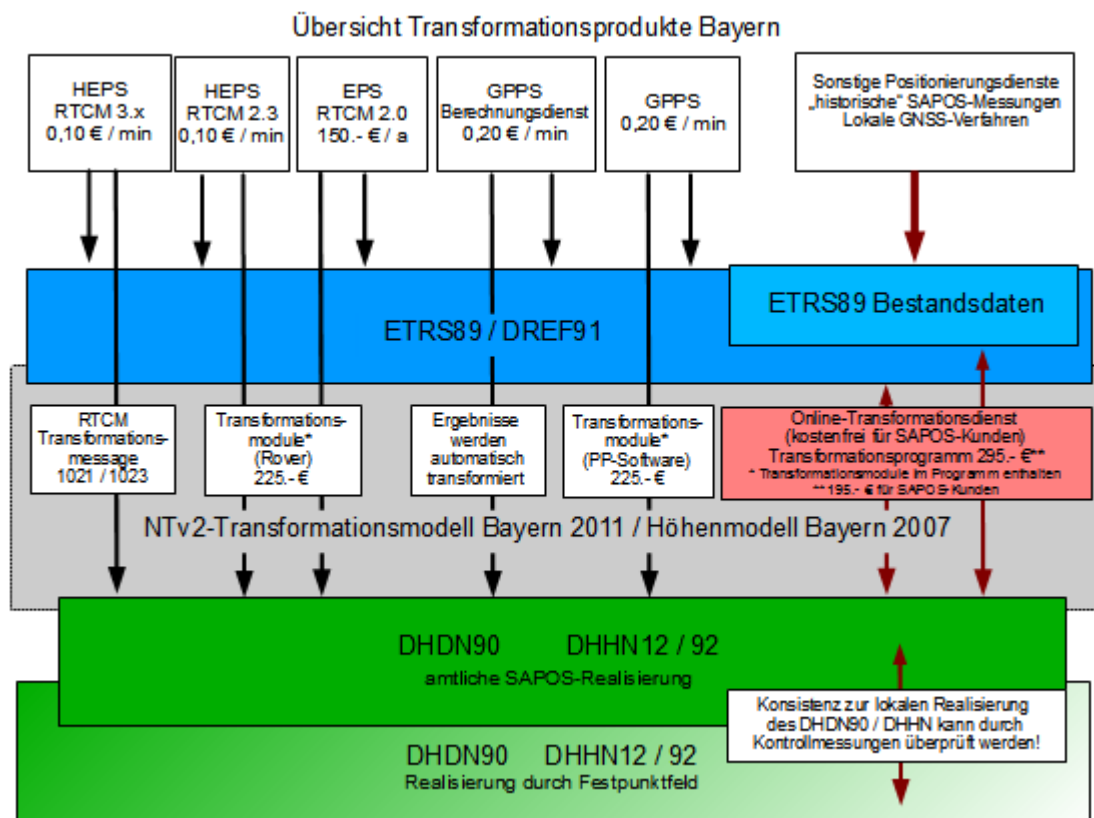 Übersicht Transformationsprodukte Bayern
HEPS
RTCM 3.x
0,10 € / min
HEPS
RTCM 2.3
0,10 € / min
EPS
RTCM 2.0
150.- € / a
GPPS
Berechnungsdienst
0,20 € / min
GPPS
0,20 € / min
Sonstige Positionierungsdienste
„historische" SAPOS-Messungen
Lokale GNSS-Verfahren
ETRS89 Bestandsdaten
ETRS89 / DREF91
RTCM
Transformations-
message
1021 / 1023
Transformations-
module*
(Rover)
225.- €
Ergebnisse
werden
automatisch
transformiert
Transformations-
module*
(PP-Software)
225.- €
Online-Transformationsdienst
(kostenfrei für SAPOS-Kunden)
Transformationsprogramm 295.- €**
* Transformationsmodule im Programm enthalten
** 195.- € für SAPOS-Kunden
NTv2-Transformationsmodell Bayern 2011 / Höhenmodell Bayern 2007
DHDN90 DHHN12 / 92
amtliche SAPOS-Realisierung
Konsistenz zur lokalen Realisierung
des DHDN90 / DHHN kann durch
Kontrollmessungen überprüft werden!
DHDN90 DHHN12 / 92
Realisierung durch Festpunktfeld